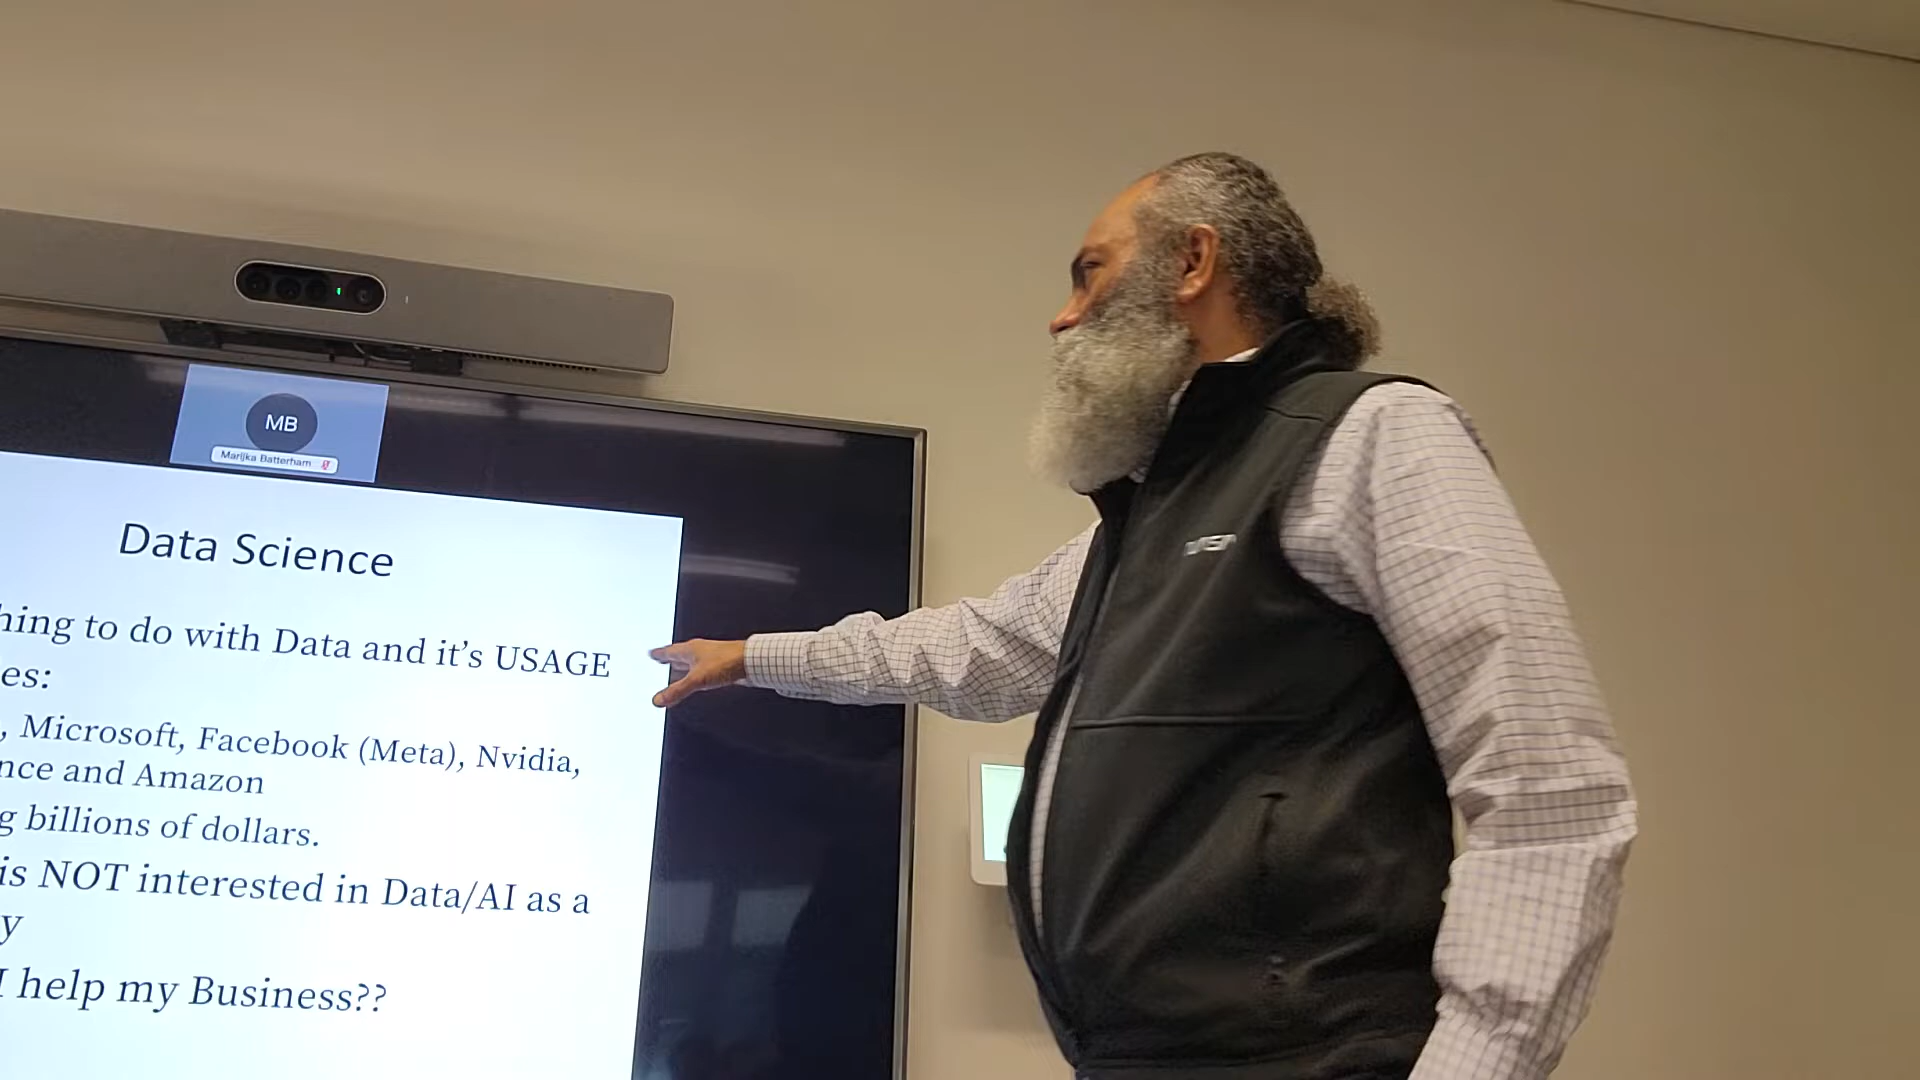 MB
Marijka Batterham
Data Science
hing to do with Data and it's USAGE
es:
, Microsoft, Facebook (Meta), Nvidia,
nce and Amazon
g billions of dollars.
is NOT interested in Data/AI as a
y
I help my Business??